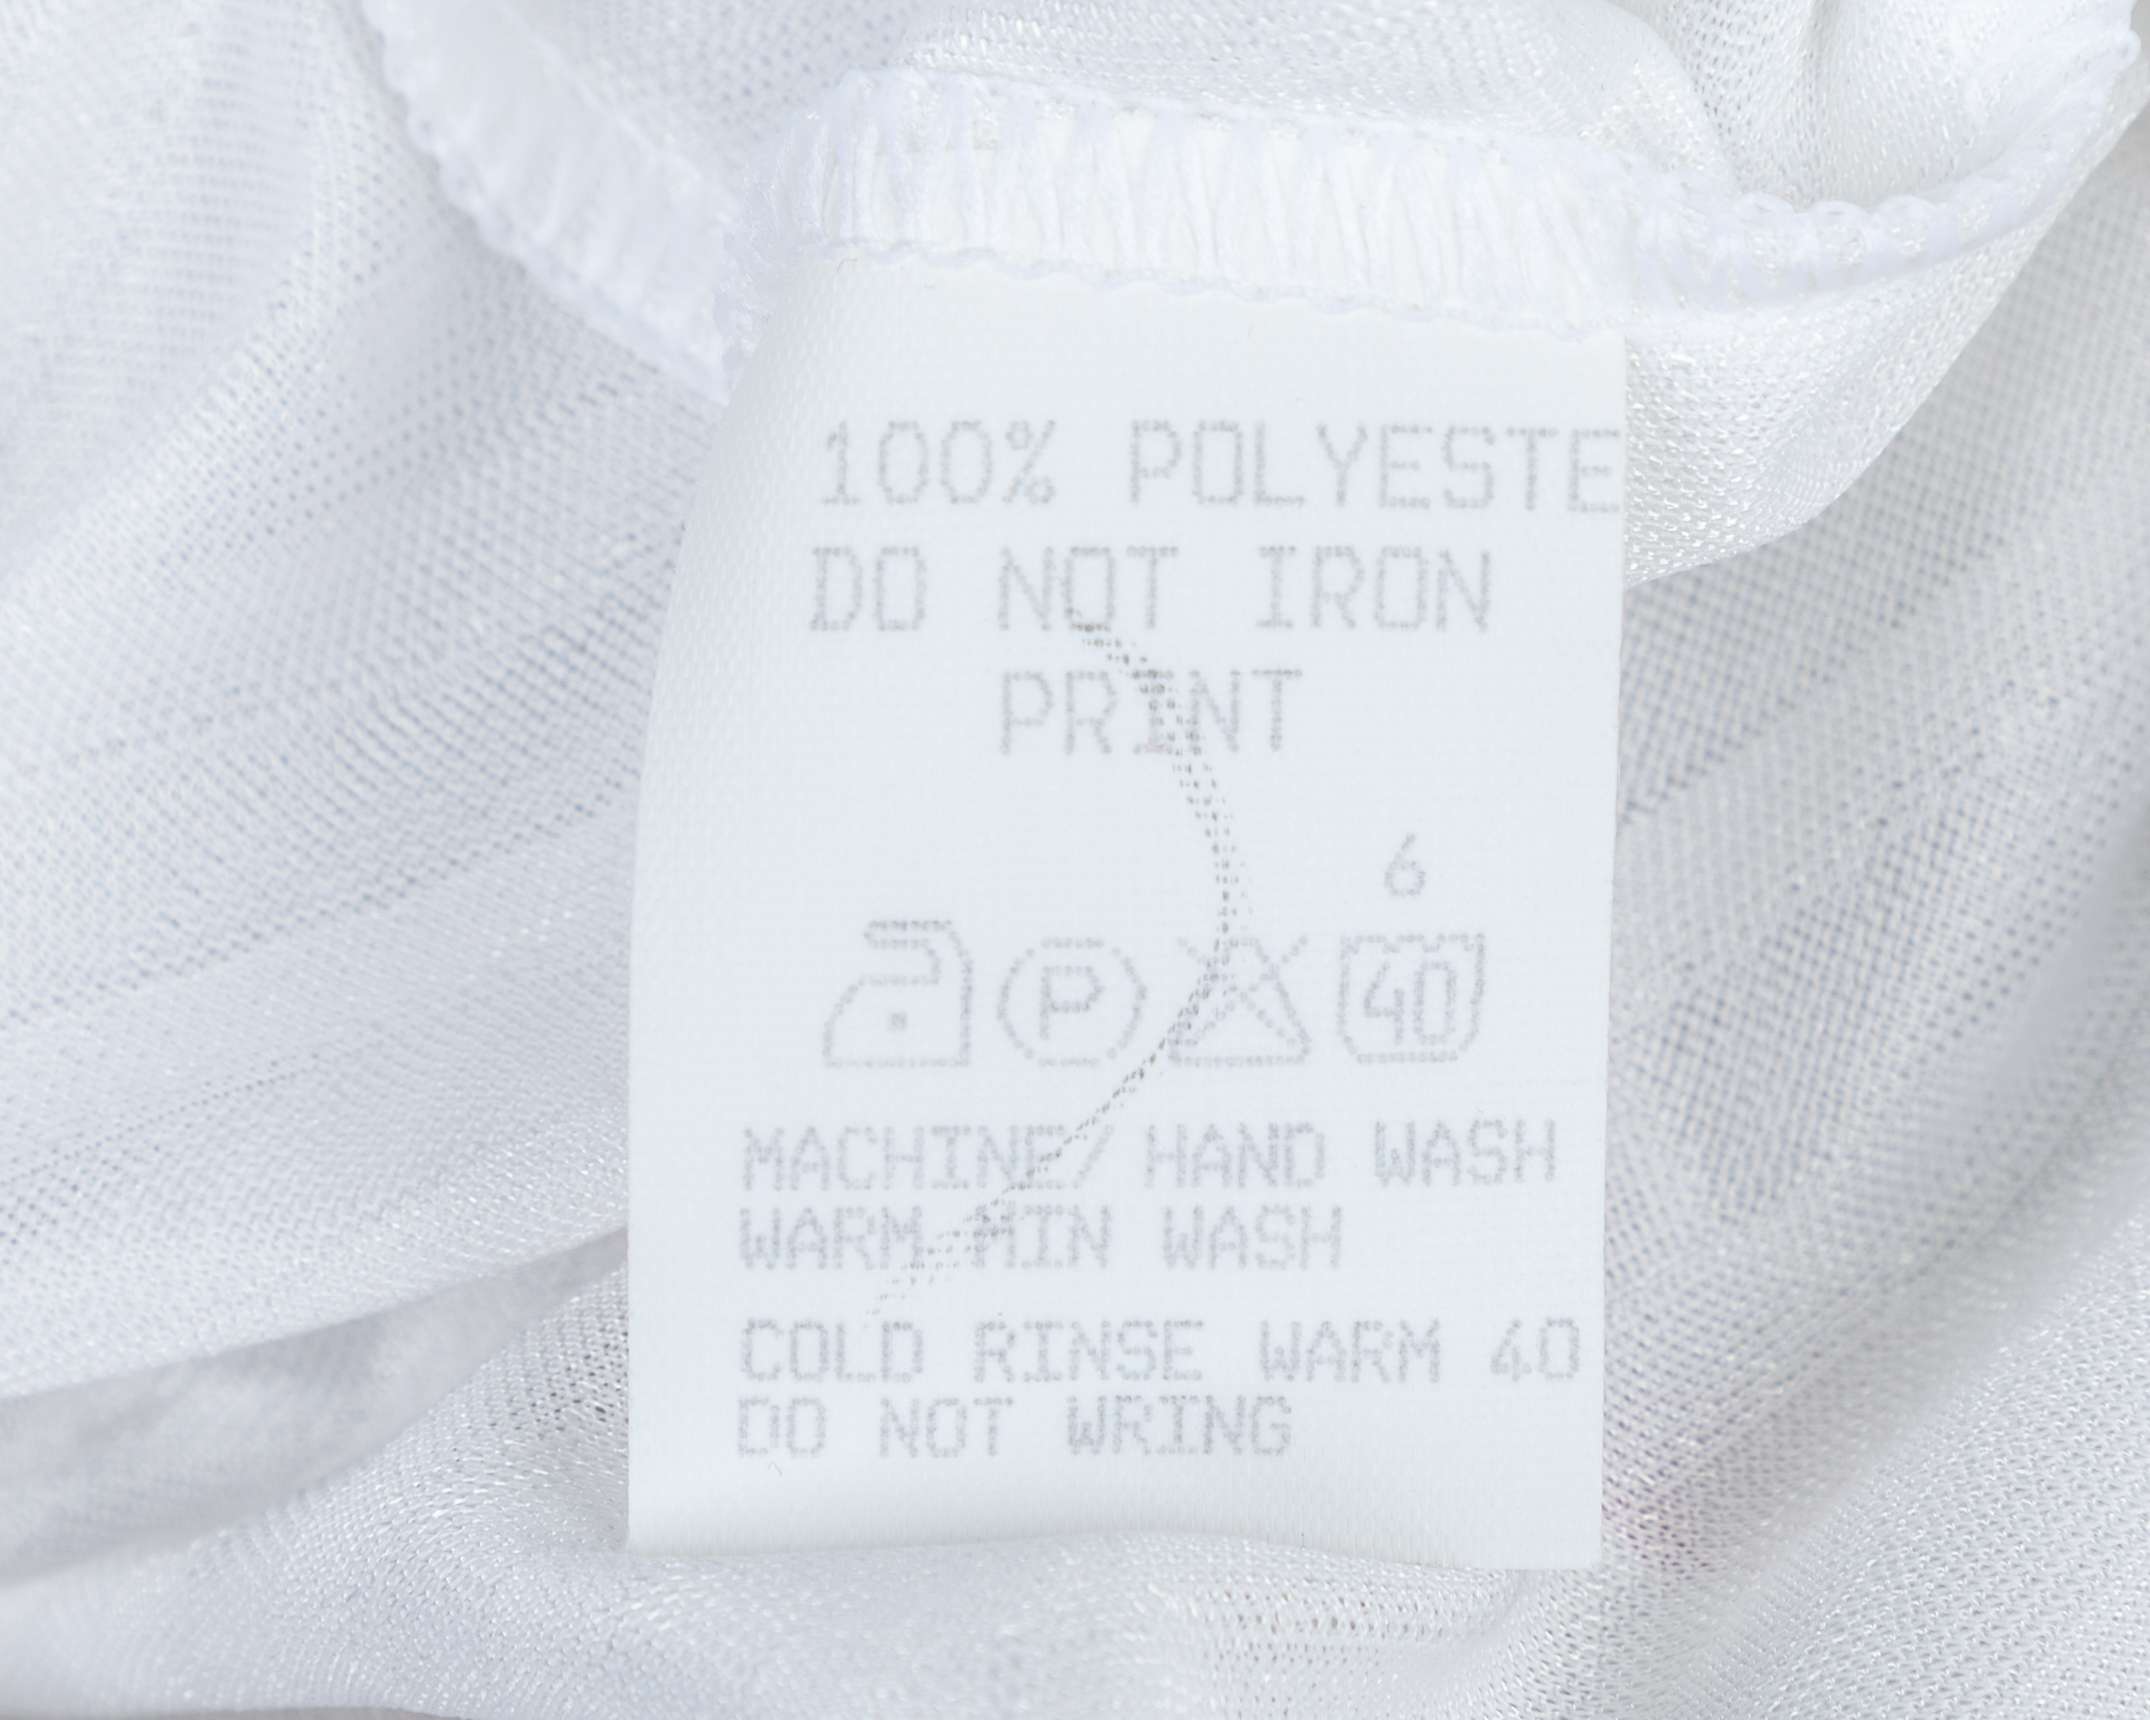 100% POLYESTE
DO NOT IRON
PRINT
6
P 40
MACHINE/ HAND WASH
WARM MIN WASH
COLD RINSE WARM 40
DO NOT WRING